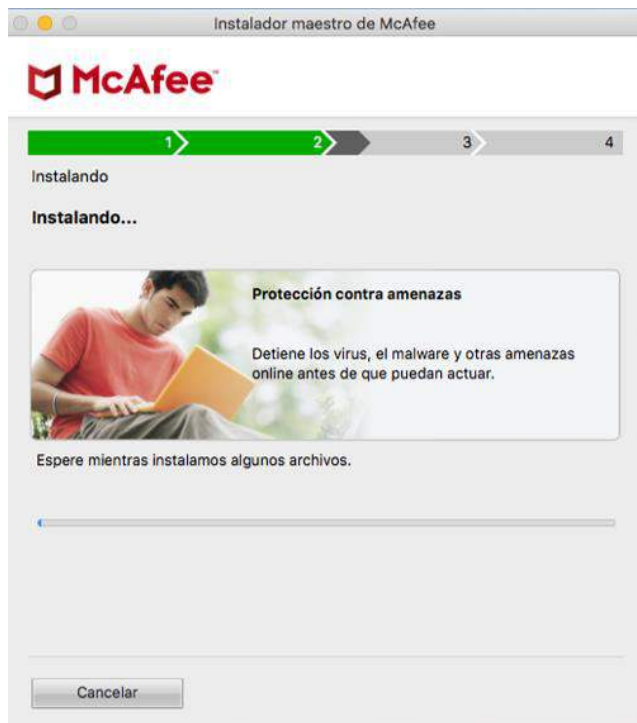 Instalador maestro de McAfee
McAfee™
1 2 3 4
Instalando
Instalando...
Protección contra amenazas
Detiene los virus, el malware y otras amenazas
online antes de que puedan actuar.
Espere mientras instalamos algunos archivos.
Cancelar